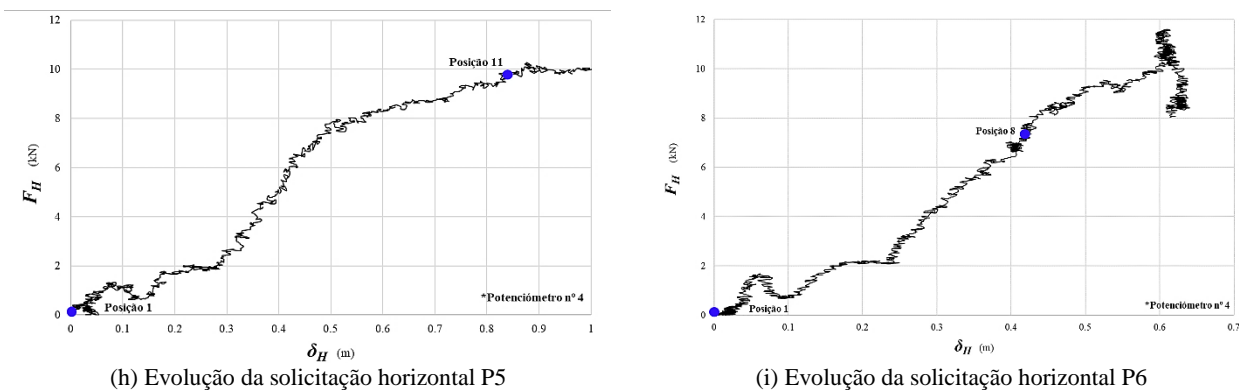 12
10
8
6
4
2
0
F_H (kN)
Posição 11
Posição 1
*Potenciómetro nº 4
0 0.1 0.2 0.3 0.4 0.5 0.6 0.7 0.8 0.9 1
δ_H (m)
(h) Evolução da solicitação horizontal P5
12
10
8
6
4
2
0
F_H (kN)
Posição 8
Posição 1
*Potenciómetro nº 4
0 0.1 0.2 0.3 0.4 0.5 0.6 0.7
δ_H (m)
(i) Evolução da solicitação horizontal P6